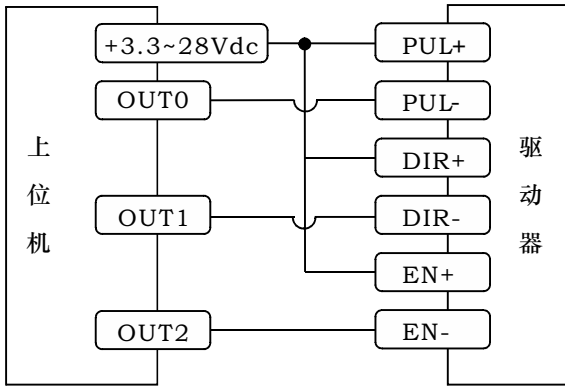 +3.3~28Vdc
PUL+
OUT0
PUL-
上位机
DIR+
驱动器
OUT1
DIR-
EN+
OUT2
EN-